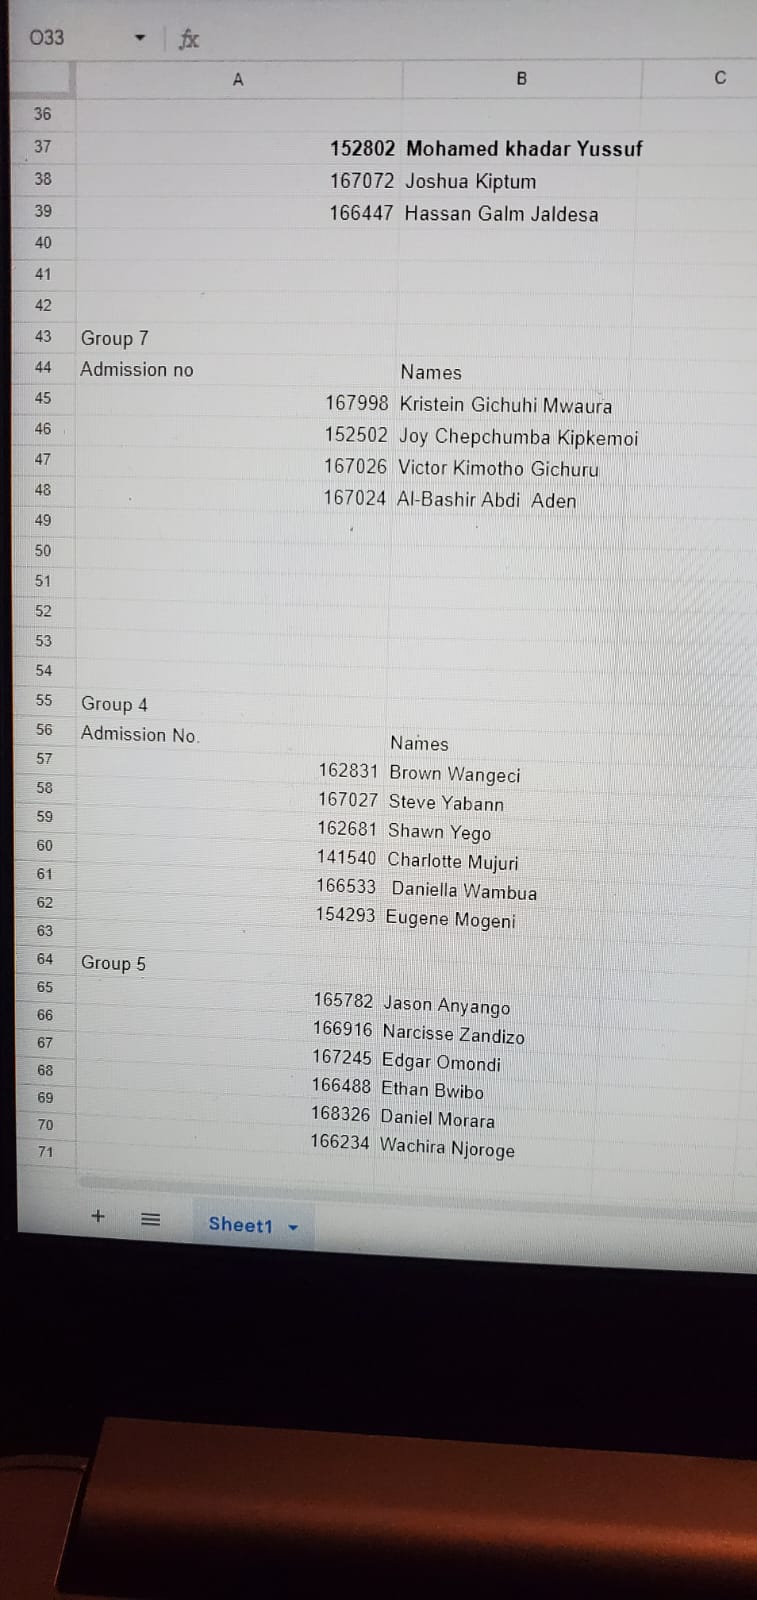 O33 fx
A B C
36
37 152802 Mohamed khadar Yussuf
38 167072 Joshua Kiptum
39 166447 Hassan Galm Jaldesa
40
41
42
43 Group 7
44 Admission no Names
45 167998 Kristein Gichuhi Mwaura
46 152502 Joy Chepchumba Kipkemoi
47 167026 Victor Kimotho Gichuru
48 167024 Al-Bashir Abdi Aden
49
50
51
52
53
54
55 Group 4
56 Admission No. Names
57 162831 Brown Wangeci
58 167027 Steve Yabann
59 162681 Shawn Yego
60 141540 Charlotte Mujuri
61 166533 Daniella Wambua
62 154293 Eugene Mogeni
63
64 Group 5
65
66 165782 Jason Anyango
67 166916 Narcisse Zandizo
68 167245 Edgar Omondi
69 166488 Ethan Bwibo
70 168326 Daniel Morara
71 166234 Wachira Njoroge
+ Sheet1